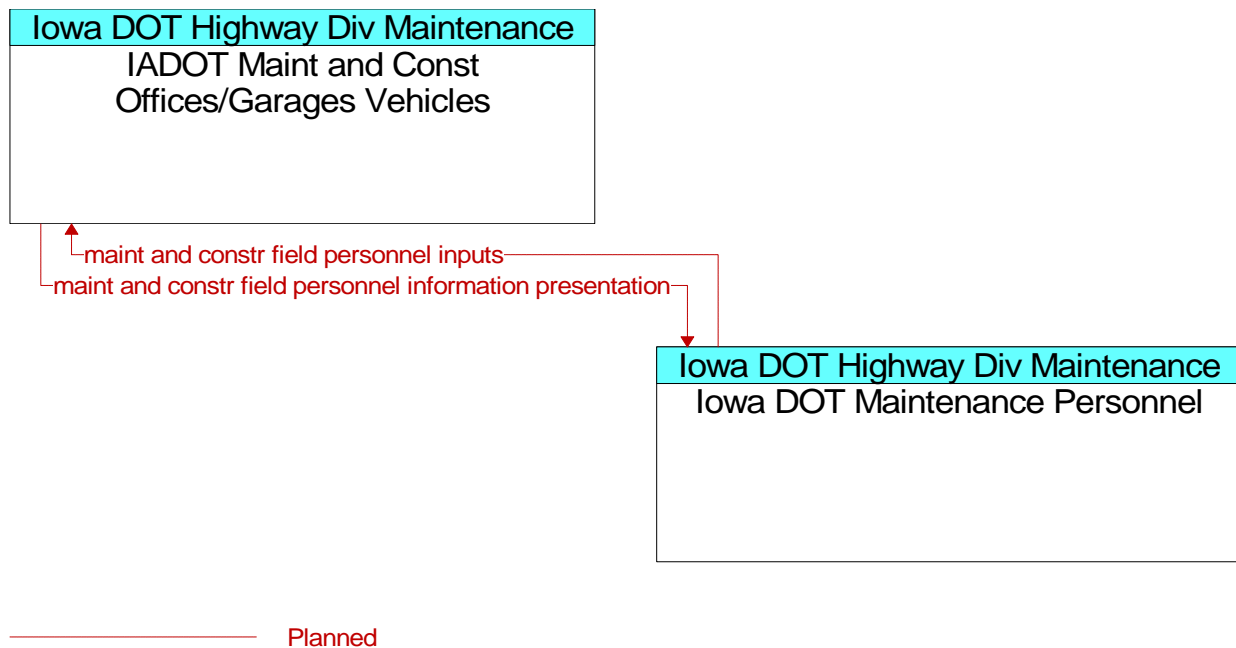 Iowa DOT Highway Div Maintenance
IADOT Maint and Const
Offices/Garages Vehicles
maint and constr field personnel inputs
maint and constr field personnel information presentation
Iowa DOT Highway Div Maintenance
Iowa DOT Maintenance Personnel
Planned